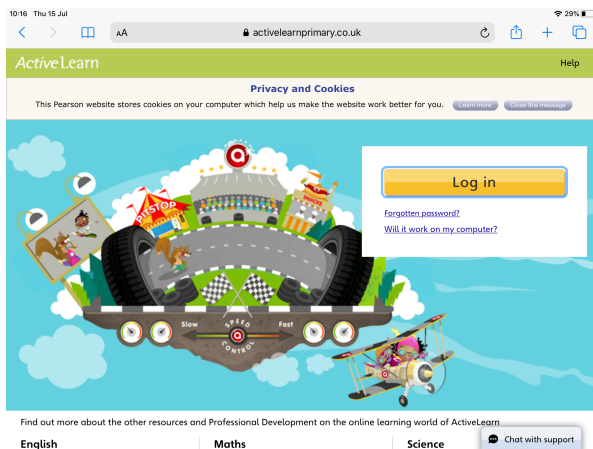 10:16 Thu 15 Jul
29%
AA
activelearnprimary.co.uk
Active Learn
Help
Privacy and Cookies
This Pearson website stores cookies on your computer which help us make the website work better for you. Learn more Close this message
a
PIT STOP
SNACKS
Log in
Forgotten password?
Will it work on my computer?
Slow
SPEED
Fast
a
CONTROL
Find out more about the other resources and Professional Development on the online learning world of ActiveLearn
English
Maths
Science
Chat with support